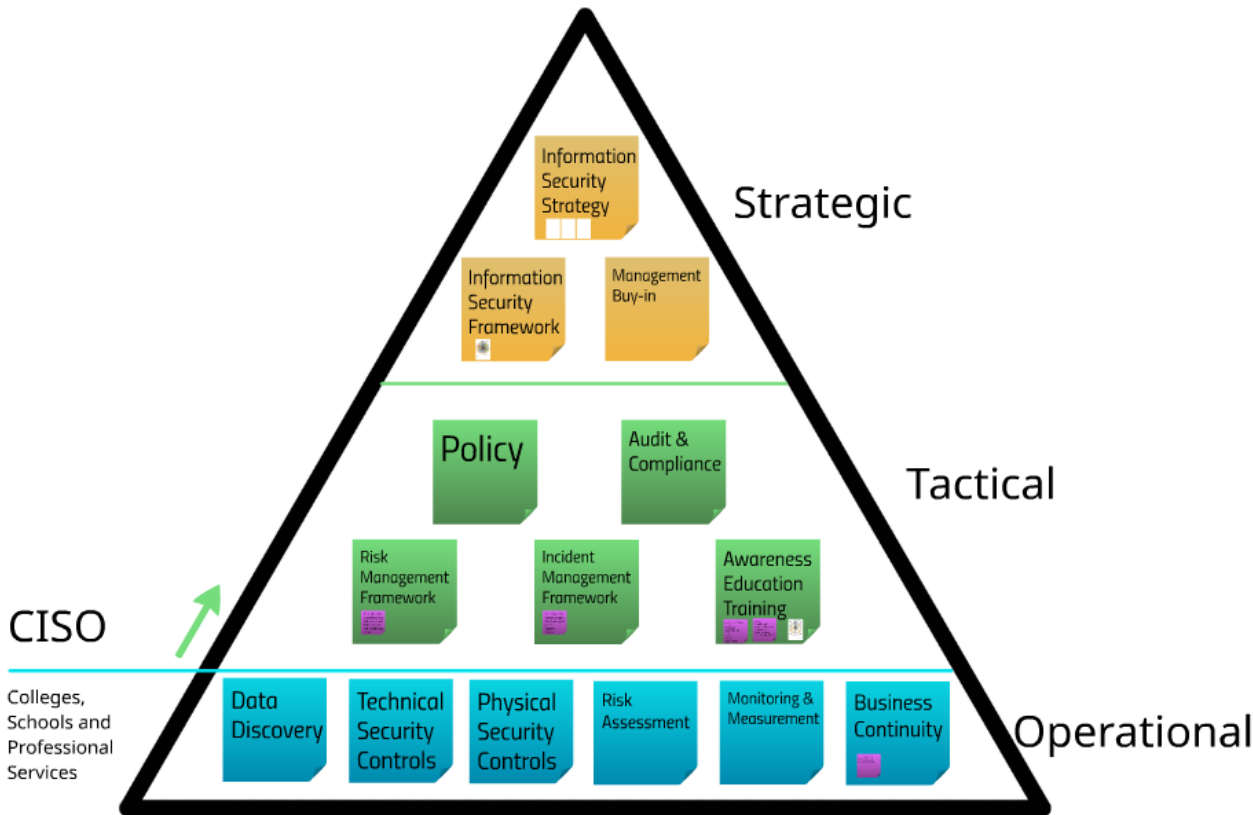 Information
Security
Strategy
Strategic
Information
Security
Framework
Management
Buy-in
Policy
Audit &
Compliance
Tactical
Risk
Management
Framework
Incident
Management
Framework
Awareness
Education
Training
CISO
Colleges,
Schools and
Professional
Services
Data
Discovery
Technical
Security
Controls
Physical
Security
Controls
Risk
Assessment
Monitoring &
Measurement
Business
Continuity
Operational